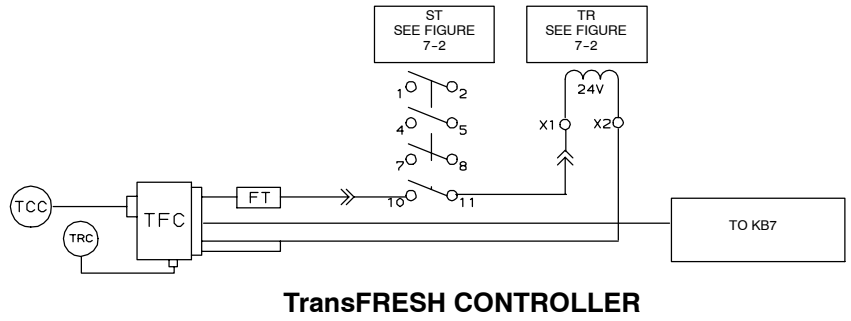 ST
SEE FIGURE
7-2
TR
SEE FIGURE
7-2
24V
1
2
4
5
X1
X2
7
8
10
11
FT
TCC
TFC
TRC
TO KB7
TransFRESH CONTROLLER